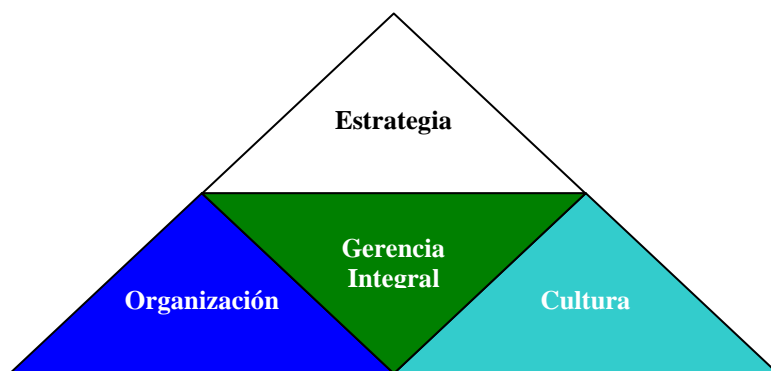 Estrategia
Gerencia
Integral
Organización
Cultura